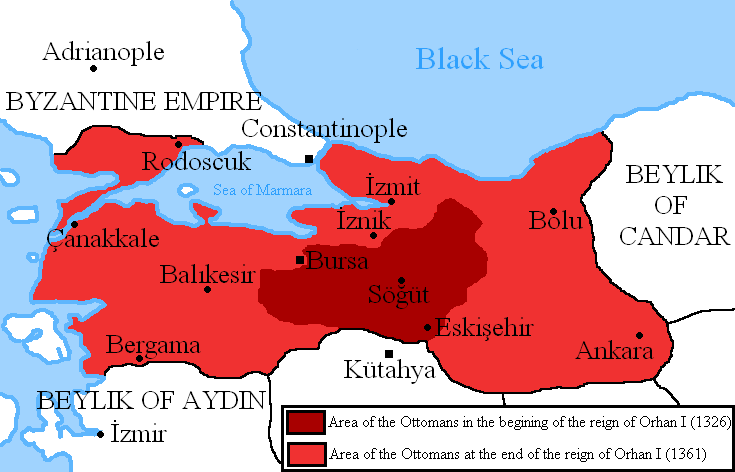 Adrianople
Black Sea
BYZANTINE EMPIRE
Constantinople
Rodoscuk
BEYLIK
OF
CANDAR
Sea of Marmara
İzmit
İznik
Bolu
Çanakkale
Bursa
Balıkesir
Söğüt
Eskişehir
Bergama
Ankara
Kütahya
BEYLIK OF AYDIN
İzmir
Area of the Ottomans in the begining of the reign of Orhan I (1326)
Area of the Ottomans at the end of the reign of Orhan I (1361)